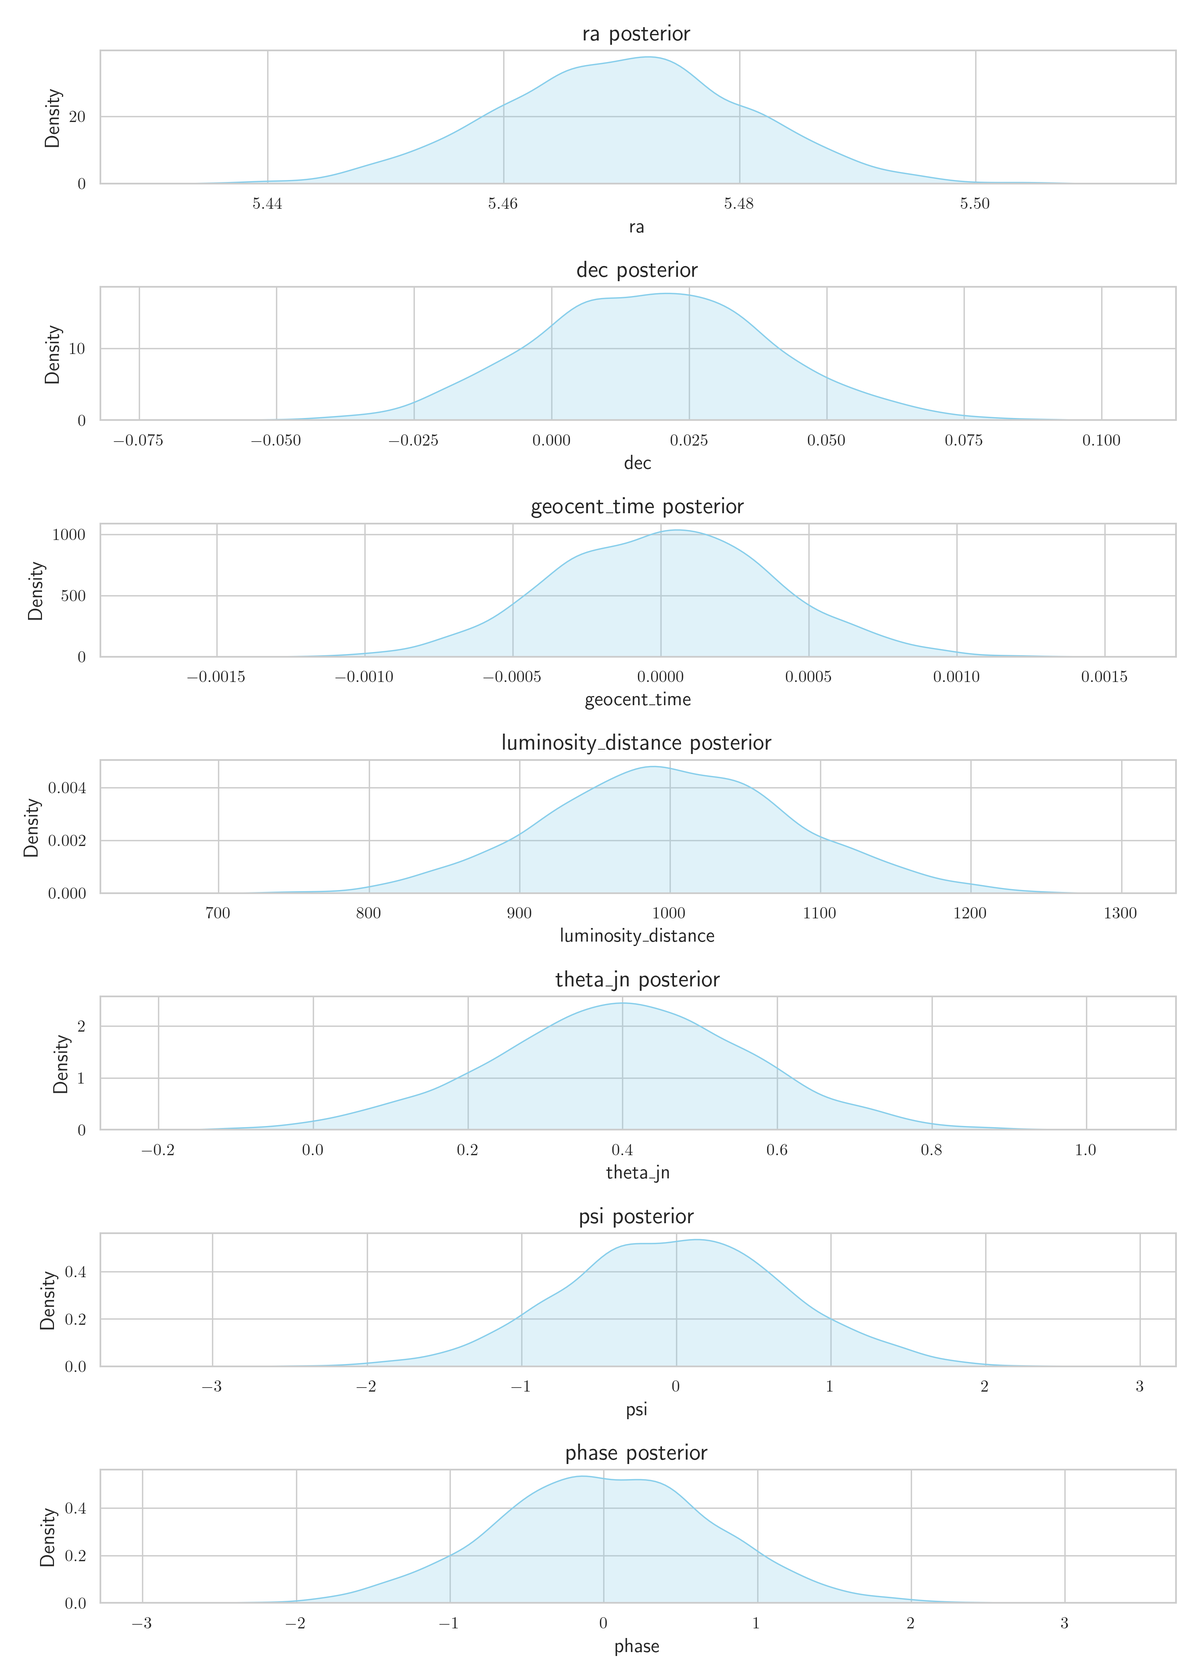 ra posterior
Density
20
0
5.44 5.46 5.48 5.50
ra
dec posterior
Density
10
0
−0.075 −0.050 −0.025 0.000 0.025 0.050 0.075 0.100
dec
geocent_time posterior
Density
1000
500
0
−0.0015 −0.0010 −0.0005 0.0000 0.0005 0.0010 0.0015
geocent_time
luminosity_distance posterior
Density
0.004
0.002
0.000
700 800 900 1000 1100 1200 1300
luminosity_distance
theta_jn posterior
Density
2
1
0
−0.2 0.0 0.2 0.4 0.6 0.8 1.0
theta_jn
psi posterior
Density
0.4
0.2
0.0
−3 −2 −1 0 1 2 3
psi
phase posterior
Density
0.4
0.2
0.0
−3 −2 −1 0 1 2 3
phase